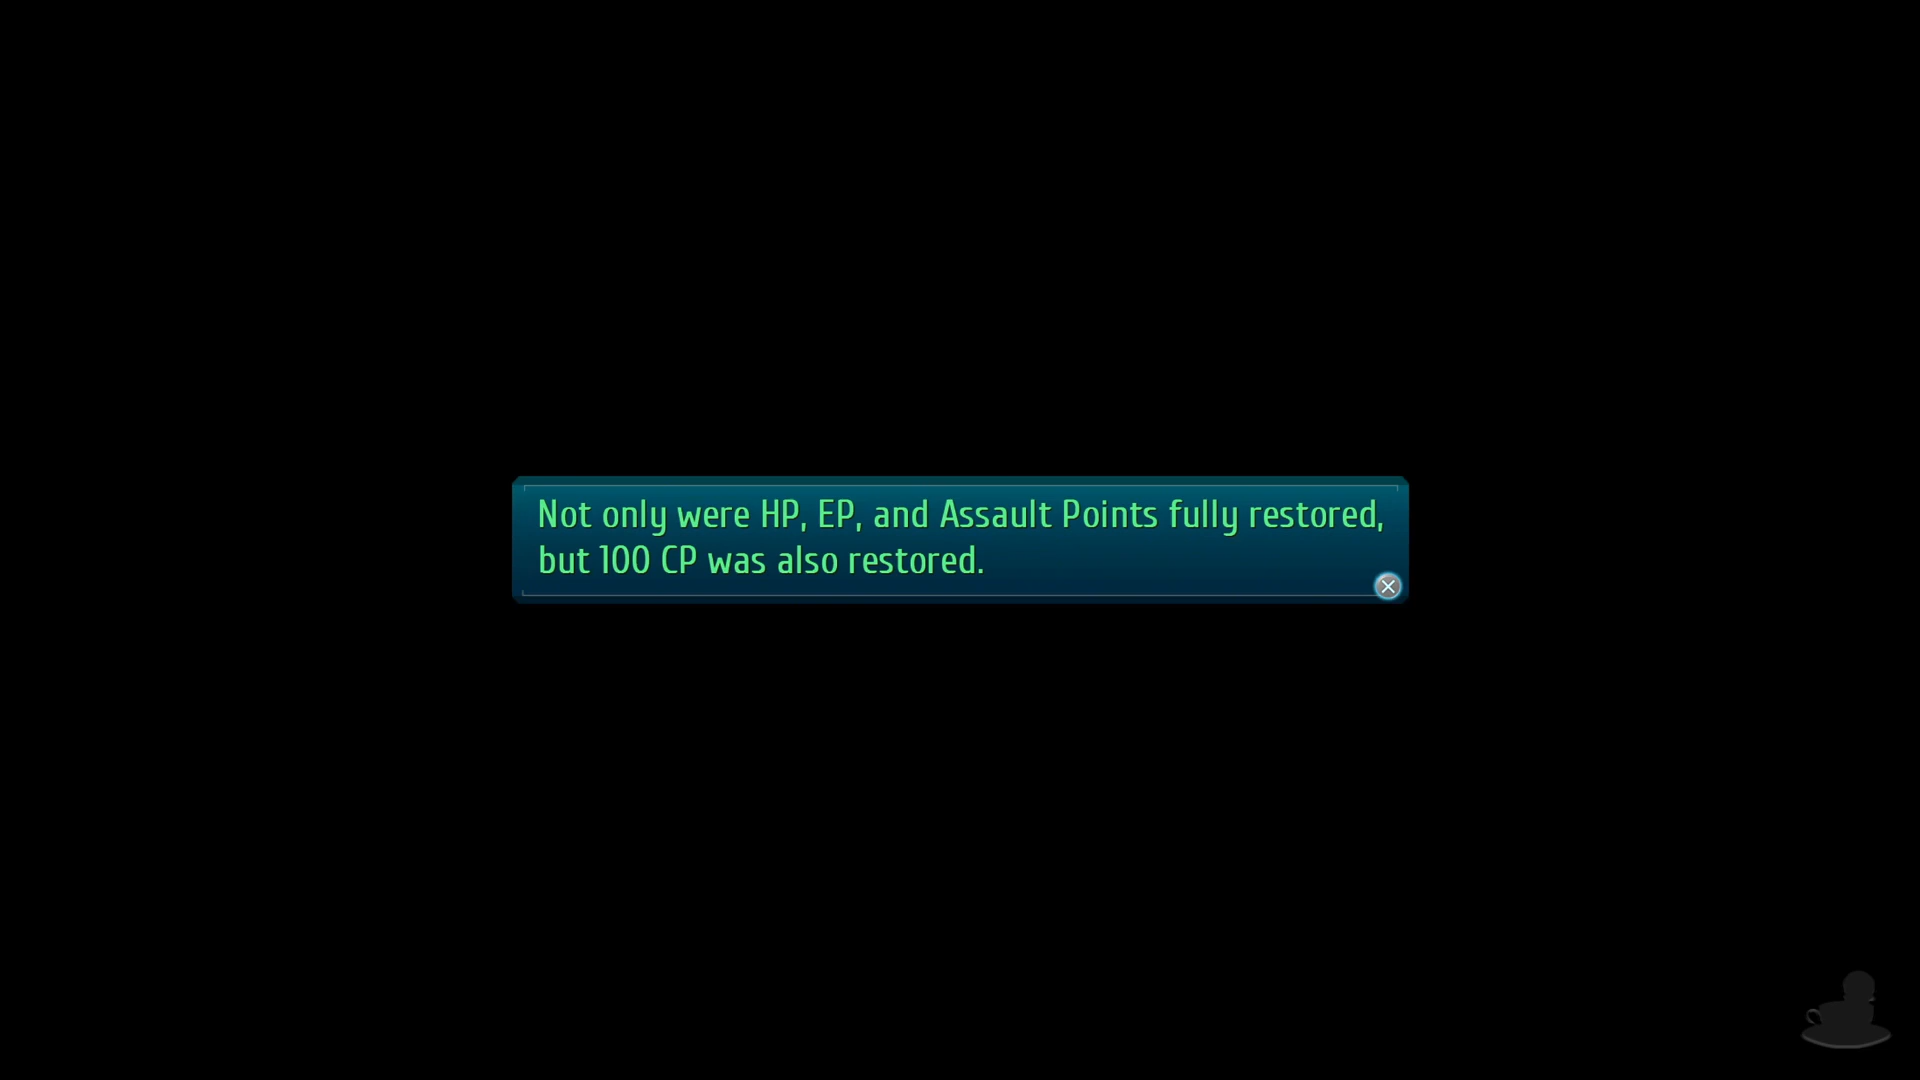 Not only were HP, EP, and Assault Points fully restored,
but 100 CP was also restored.